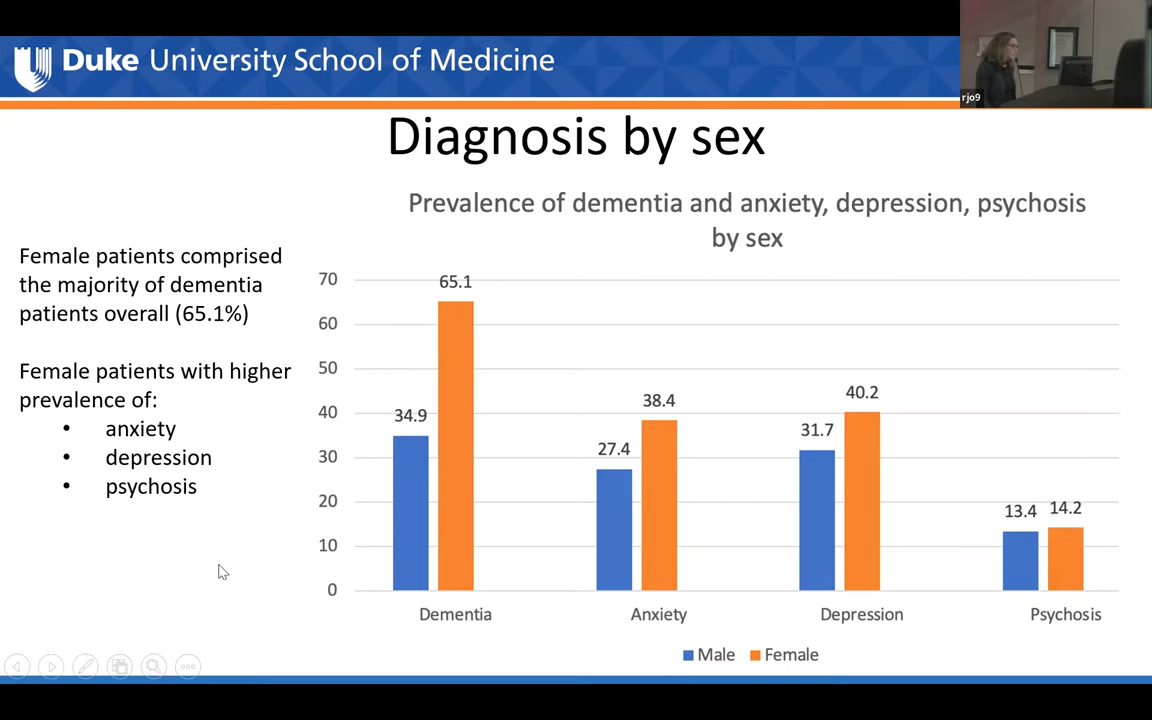 Duke University School of Medicine
rjo9
Diagnosis by sex
Female patients comprised
the majority of dementia
patients overall (65.1%)
Female patients with higher
prevalence of:
• anxiety
• depression
• psychosis
Prevalence of dementia and anxiety, depression, psychosis
by sex
70
60
50
40
30
20
10
0
34.9
65.1
27.4
38.4
31.7
40.2
13.4
14.2
Dementia
Anxiety
Depression
Psychosis
Male
Female